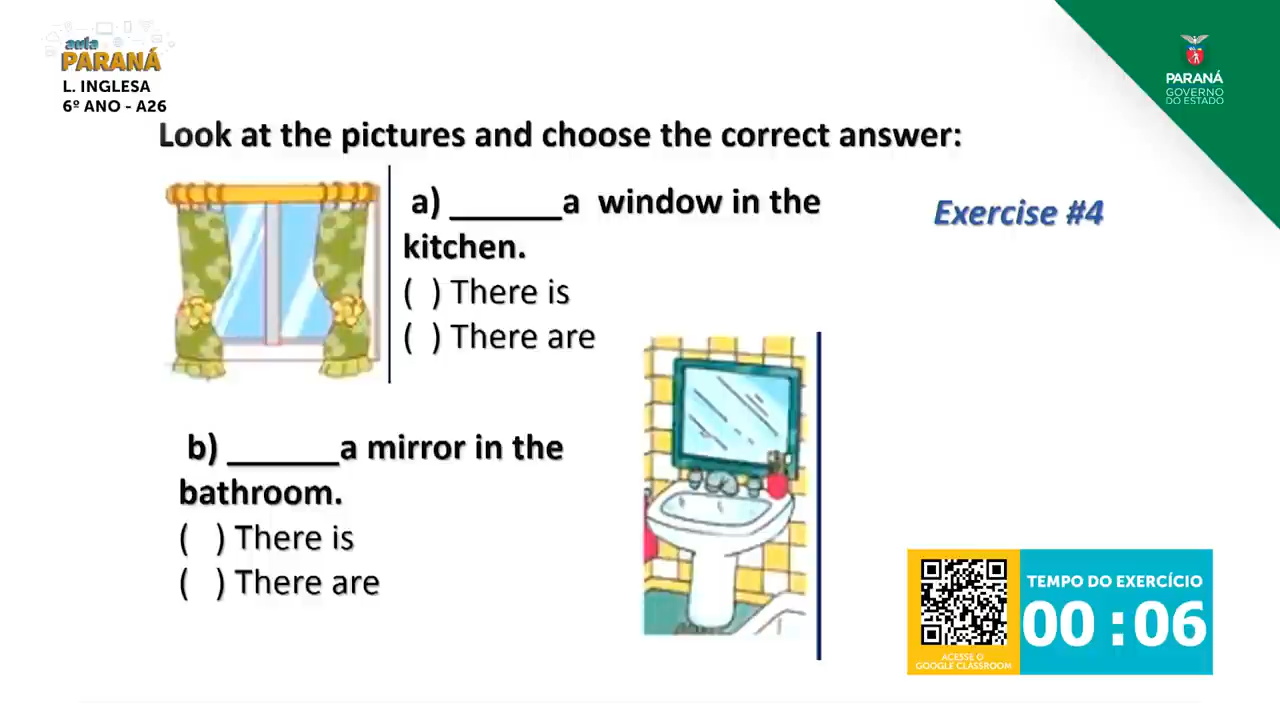 aula
PARANÁ
L. INGLESA
6º ANO - A26
PARANÁ
GOVERNO
DO ESTADO
Look at the pictures and choose the correct answer:
Exercise #4
a) ______a  window in the
kitchen.
(  ) There is
(  ) There are
b) ______a mirror in the
bathroom.
(   ) There is
(   ) There are
ACESSE O
GOOGLE CLASSROOM
TEMPO DO EXERCÍCIO
00 : 06